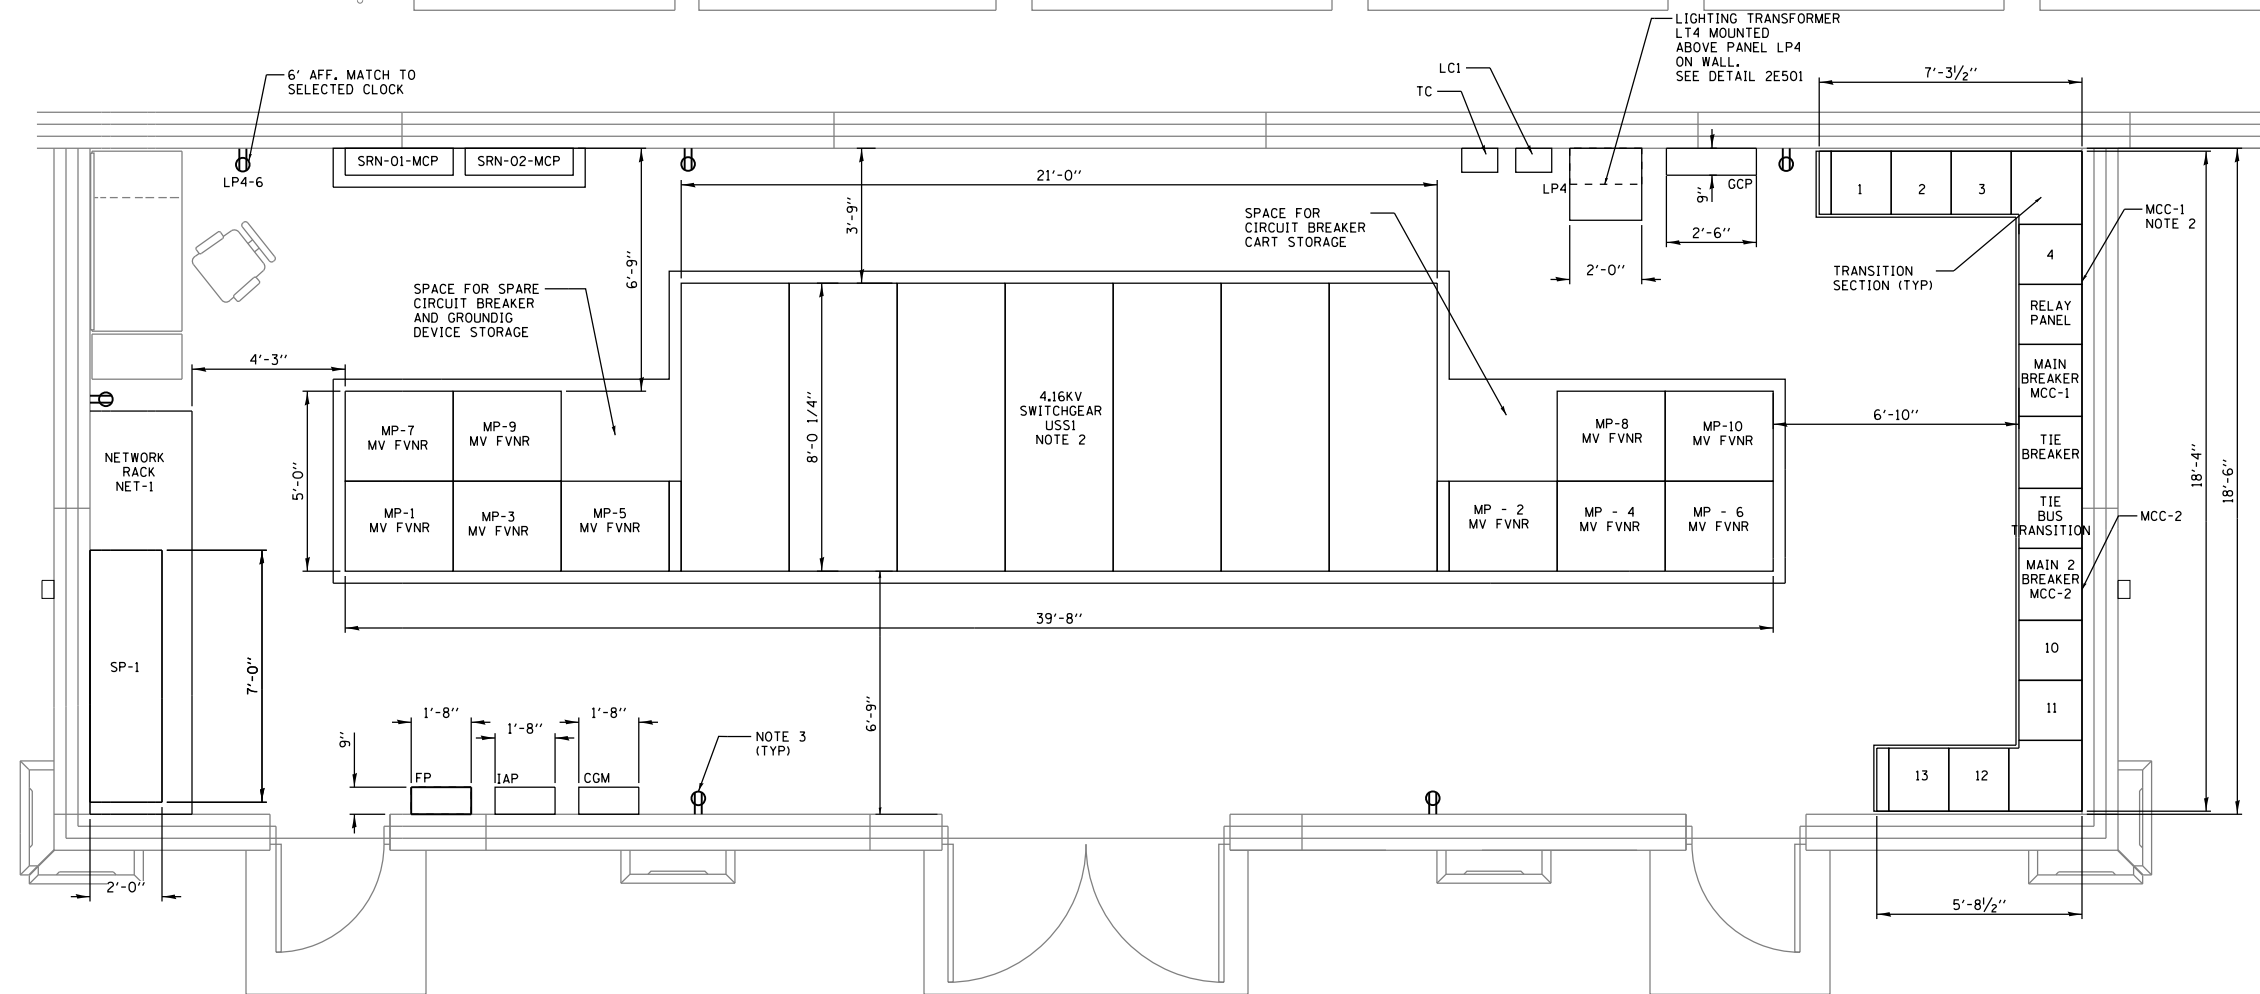 LIGHTING TRANSFORMER
LT4 MOUNTED
ABOVE PANEL LP4
ON WALL.
SEE DETAIL 2E501
6' AFF. MATCH TO
SELECTED CLOCK
LC1
TC
7'-3½''
SRN-01-MCP
SRN-02-MCP
LP4-6
21'-0''
3'-9''
6'-9''
LP4
GCP
9''
2'-6''
2'-0''
1
2
3
MCC-1
NOTE 2
SPACE FOR
CIRCUIT BREAKER
CART STORAGE
TRANSITION
SECTION (TYP)
4
SPACE FOR SPARE
CIRCUIT BREAKER
AND GROUNDIG
DEVICE STORAGE
RELAY
PANEL
4'-3''
MAIN
BREAKER
MCC-1
8'-0 1/4''
4.16KV
SWITCHGEAR
USS1
NOTE 2
6'-10''
MP-7
MV FVNR
MP-9
MV FVNR
MP-8
MV FVNR
MP-10
MV FVNR
TIE
BREAKER
18'-4''
18'-6''
NETWORK
RACK
NET-1
5'-0''
MP-1
MV FVNR
MP-3
MV FVNR
MP-5
MV FVNR
MP - 2
MV FVNR
MP - 4
MV FVNR
MP - 6
MV FVNR
TIE
BUS
TRANSITION
MCC-2
MAIN 2
BREAKER
MCC-2
39'-8''
10
SP-1
7'-0''
11
6'-9''
1'-8''
1'-8''
1'-8''
9''
NOTE 3
(TYP)
FP
IAP
CGM
13
12
2'-0''
5'-8½''